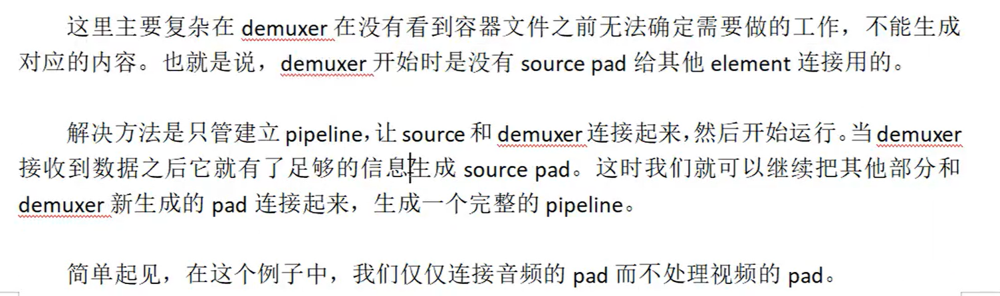 这里主要复杂在 demuxer 在没有看到容器文件之前无法确定需要做的工作，不能生成
对应的内容。也就是说，demuxer 开始时是没有 source pad 给其他 element 连接用的。
解决方法是只管建立 pipeline，让 source 和 demuxer 连接起来，然后开始运行。当 demuxer
接收到数据之后它就有了足够的信息生成 source pad。这时我们就可以继续把其他部分和
demuxer 新生成的 pad 连接起来，生成一个完整的 pipeline。
简单起见，在这个例子中，我们仅仅连接音频的 pad 而不处理视频的 pad。